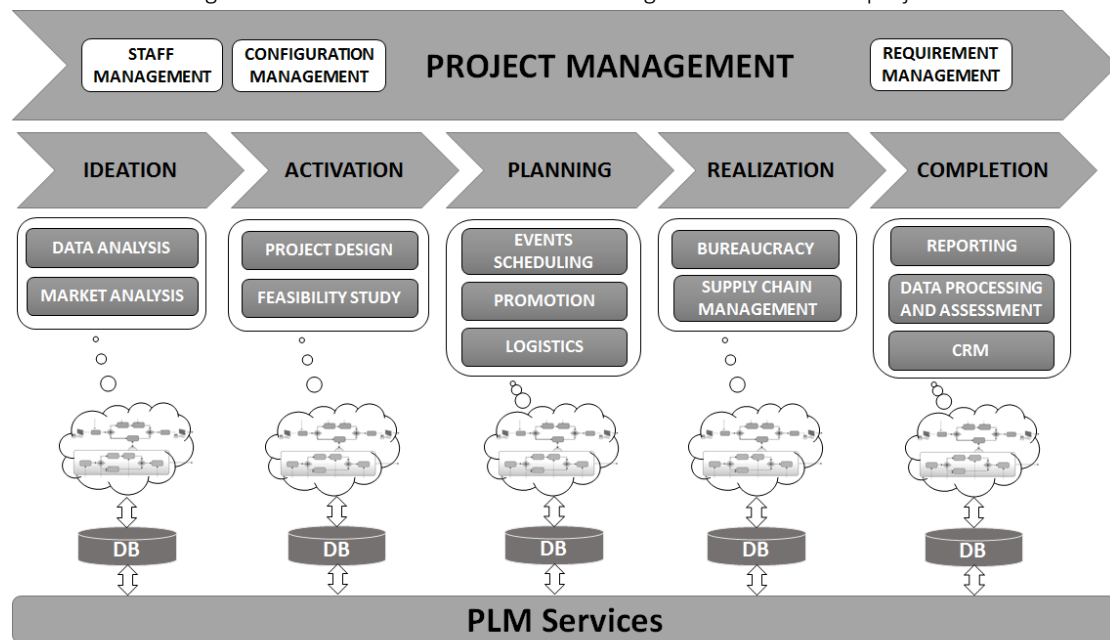 STAFF
MANAGEMENT
CONFIGURATION
MANAGEMENT
PROJECT MANAGEMENT
REQUIREMENT
MANAGEMENT
IDEATION
ACTIVATION
PLANNING
REALIZATION
COMPLETION
DATA ANALYSIS
MARKET ANALYSIS
PROJECT DESIGN
FEASIBILITY STUDY
EVENTS
SCHEDULING
PROMOTION
LOGISTICS
BUREAUCRACY
SUPPLY CHAIN
MANAGEMENT
REPORTING
DATA PROCESSING
AND ASSESSMENT
CRM
DB
DB
DB
DB
DB
PLM Services